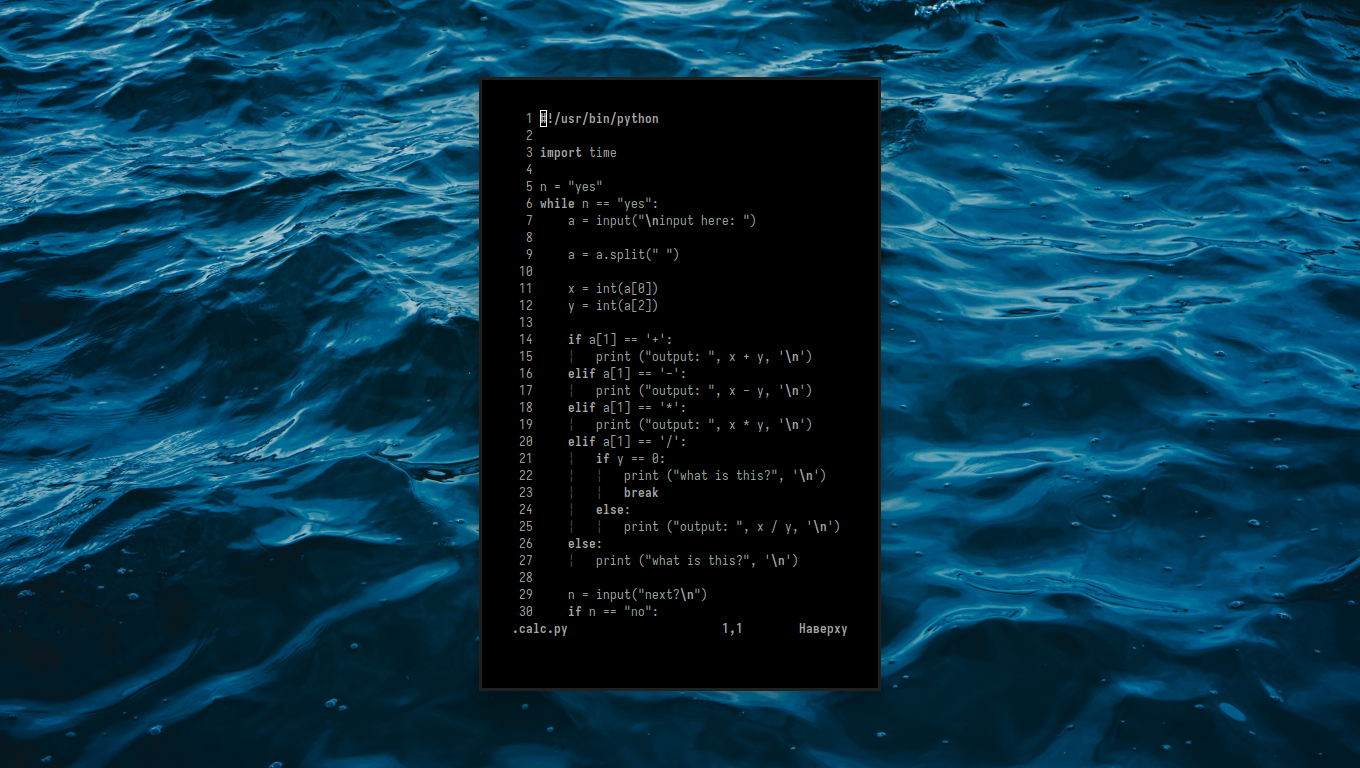 1 #!/usr/bin/python
2
3 import time
4
5 n = "yes"
6 while n == "yes":
7     a = input("\ninput here: ")
8
9     a = a.split(" ")
10
11     x = int(a[0])
12     y = int(a[2])
13
14     if a[1] == '+':
15     ¦   print ("output: ", x + y, '\n')
16     elif a[1] == '-':
17     ¦   print ("output: ", x - y, '\n')
18     elif a[1] == '*':
19     ¦   print ("output: ", x * y, '\n')
20     elif a[1] == '/':
21     ¦   if y == 0:
22     ¦   ¦   print ("what is this?", '\n')
23     ¦   ¦   break
24     ¦   else:
25     ¦   ¦   print ("output: ", x / y, '\n')
26     else:
27     ¦   print ("what is this?", '\n')
28
29     n = input("next?\n")
30     if n == "no":
.calc.py 1,1 Наверху